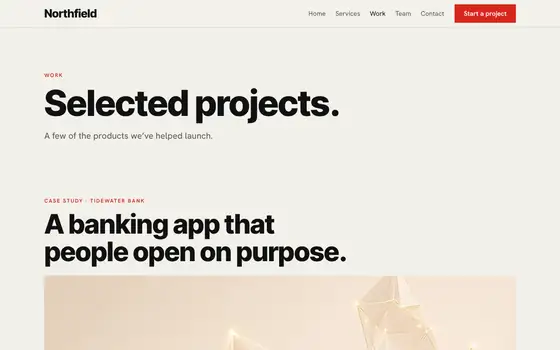 Northfield
Home Services Work Team Contact Start a project
WORK
Selected projects.
A few of the products we’ve helped launch.
CASE STUDY · TIDEWATER BANK
A banking app that
people open on purpose.